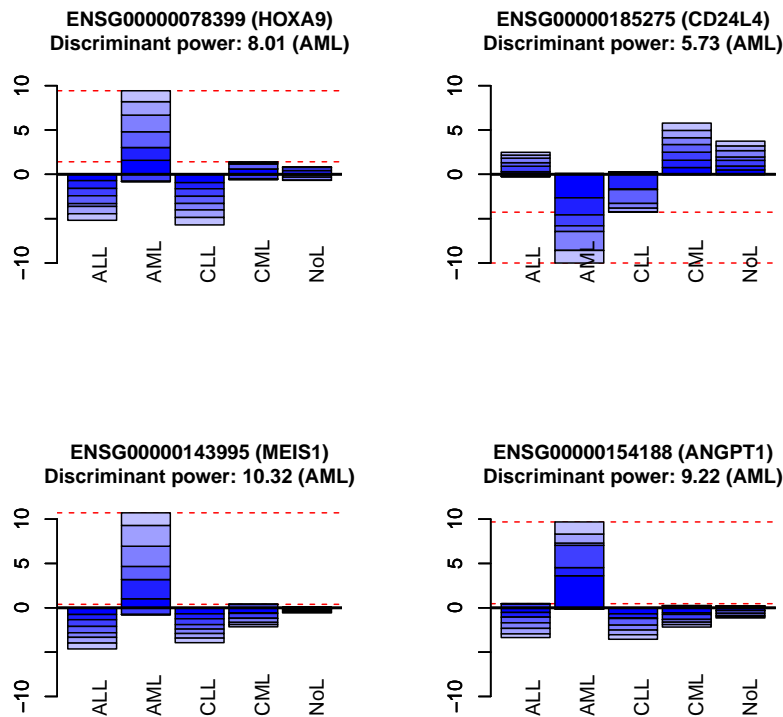 ENSG00000078399 (HOXA9)
Discriminant power: 8.01 (AML)
10
5
0
−10
ALL
AML
CLL
CML
NoL
ENSG00000185275 (CD24L4)
Discriminant power: 5.73 (AML)
10
5
0
−10
ALL
AML
CLL
CML
NoL
ENSG00000143995 (MEIS1)
Discriminant power: 10.32 (AML)
10
5
0
−10
ALL
AML
CLL
CML
NoL
ENSG00000154188 (ANGPT1)
Discriminant power: 9.22 (AML)
10
5
0
−10
ALL
AML
CLL
CML
NoL